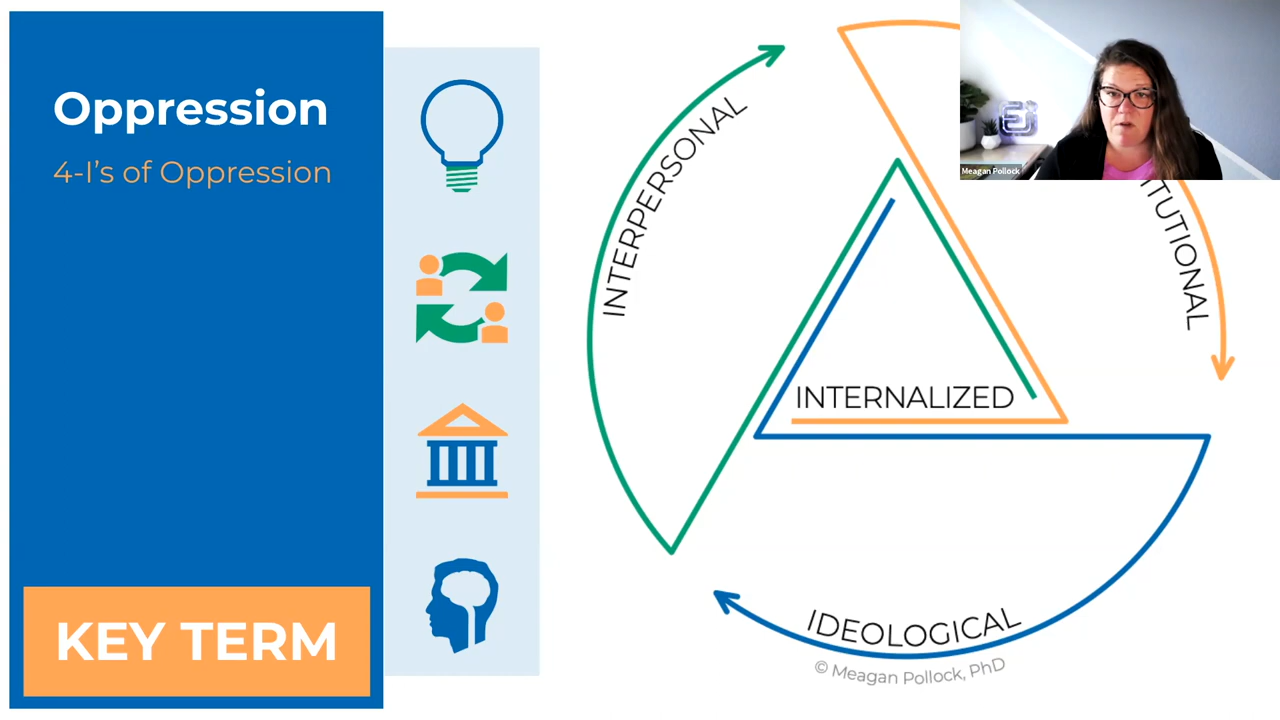 Oppression
4-I's of Oppression
KEY TERM
INTERPERSONAL
TUTIONAL
INTERNALIZED
IDEOLOGICAL
© Meagan Pollock, PhD
Meagan Pollock